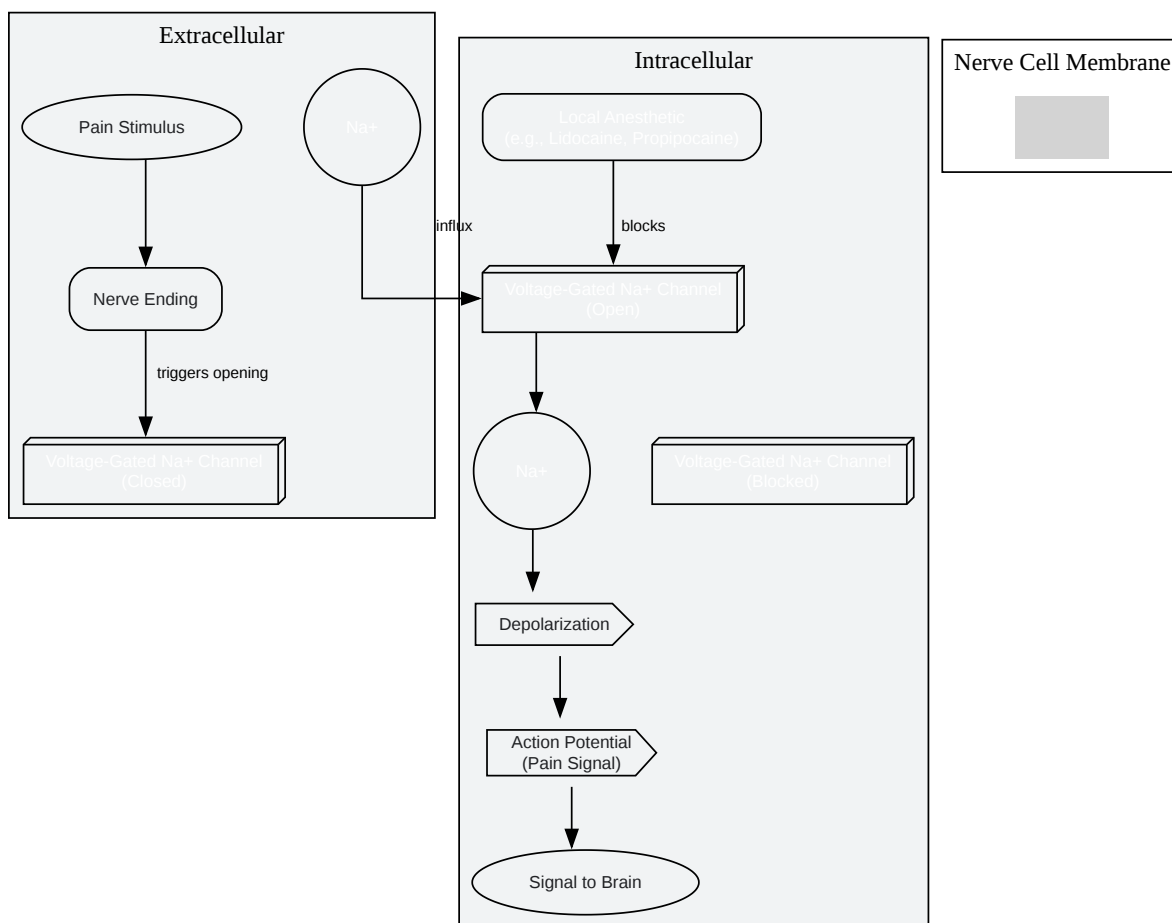 Extracellular
Pain Stimulus
Na+
influx
Nerve Ending
triggers opening
Voltage-Gated Na+ Channel
(Closed)
Intracellular
Local Anesthetic
(e.g., Lidocaine, Propipocaine)
blocks
Voltage-Gated Na+ Channel
(Open)
Na+
Voltage-Gated Na+ Channel
(Blocked)
Depolarization
Action Potential
(Pain Signal)
Signal to Brain
Nerve Cell Membrane